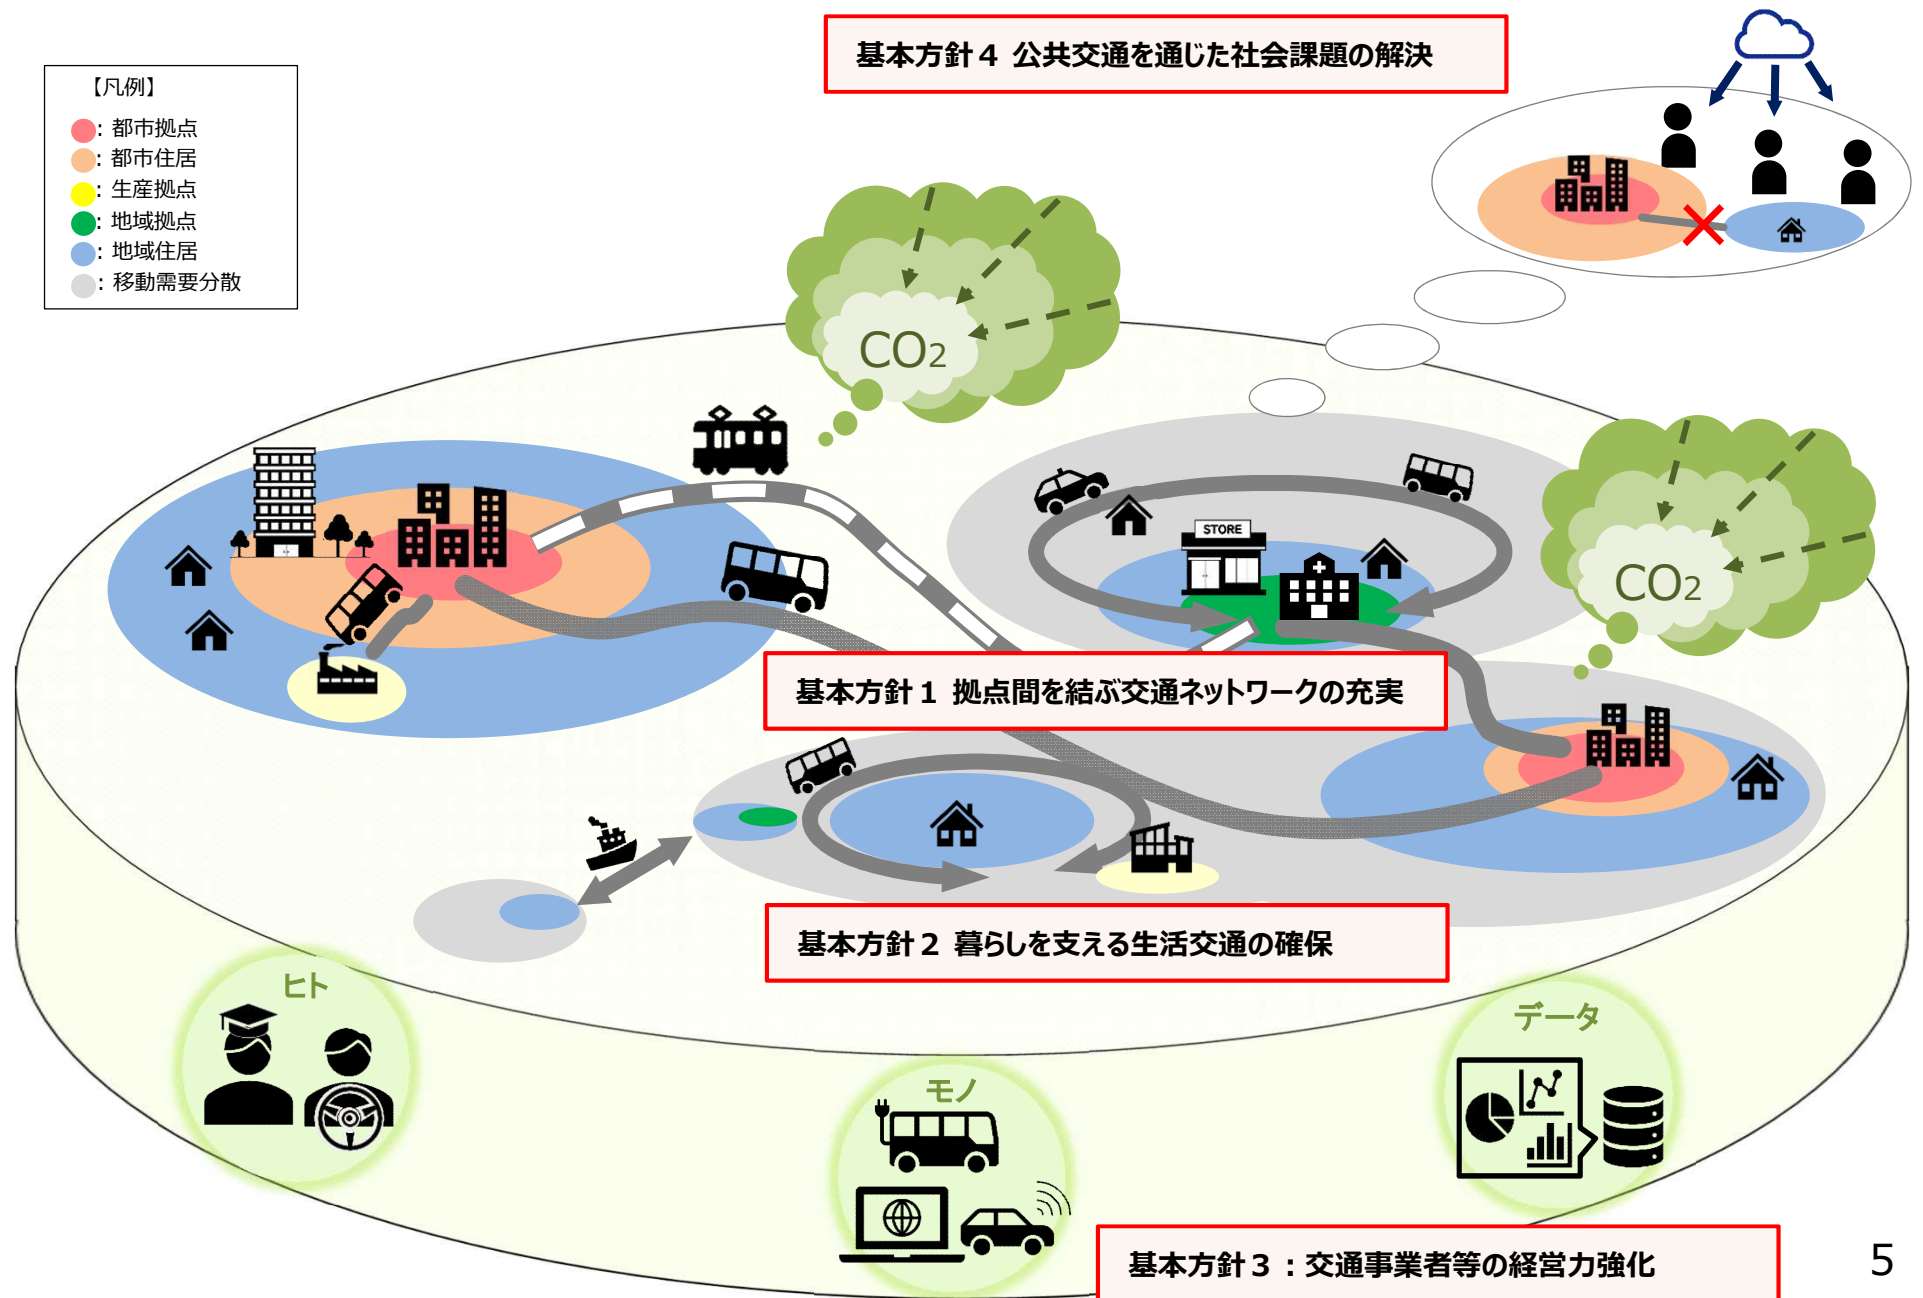 基本方針４ 公共交通を通じた社会課題の解決
【凡例】
: 都市拠点
: 都市住居
: 生産拠点
: 地域拠点
: 地域住居
: 移動需要分散
CO2
STORE
CO2
基本方針１ 拠点間を結ぶ交通ネットワークの充実
基本方針２ 暮らしを支える生活交通の確保
ヒト
データ
モノ
基本方針３：交通事業者等の経営力強化
5